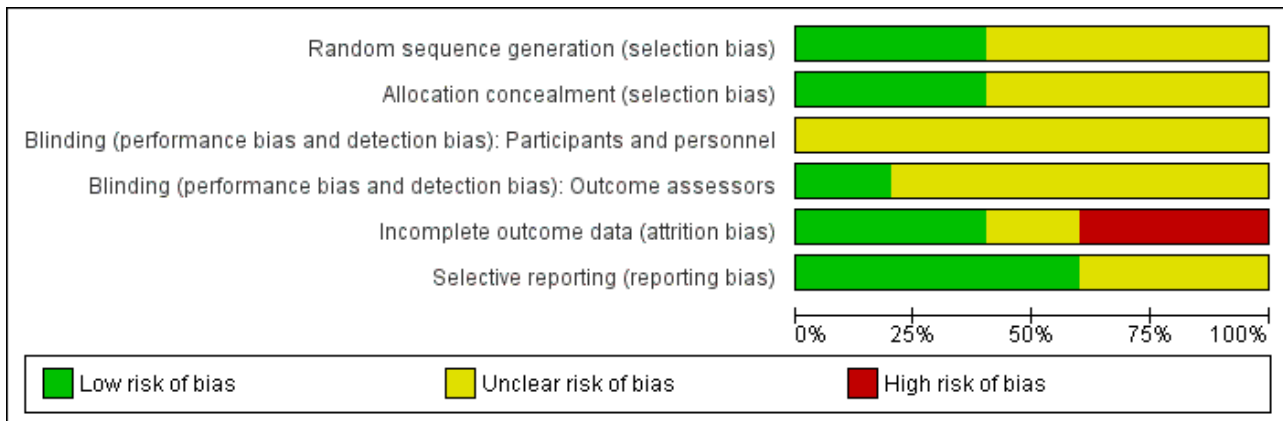 Random sequence generation (selection bias)
Allocation concealment (selection bias)
Blinding (performance bias and detection bias): Participants and personnel
Blinding (performance bias and detection bias): Outcome assessors
Incomplete outcome data (attrition bias)
Selective reporting (reporting bias)
0% 25% 50% 75% 100%
Low risk of bias Unclear risk of bias High risk of bias